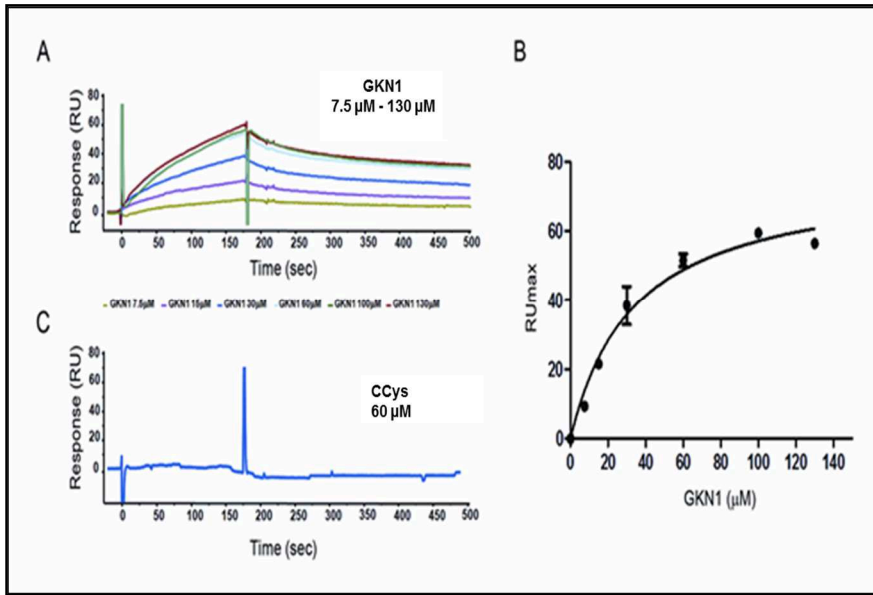 A
GKN1
7.5 µM - 130 µM
Response (RU)
80
60
40
20
0
0 50 100 150 200 250 300 350 400 450 500
Time (sec)
GKN1 7.5µM GKN1 15µM GKN1 30µM GKN1 60µM GKN1 100µM GKN1 130µM
B
RUmax
80
60
40
20
0
0 20 40 60 80 100 120 140
GKN1 (µM)
C
CCys
60 µM
Response (RU)
80
60
40
20
0
0 50 100 150 200 250 300 350 400 450 500
Time (sec)